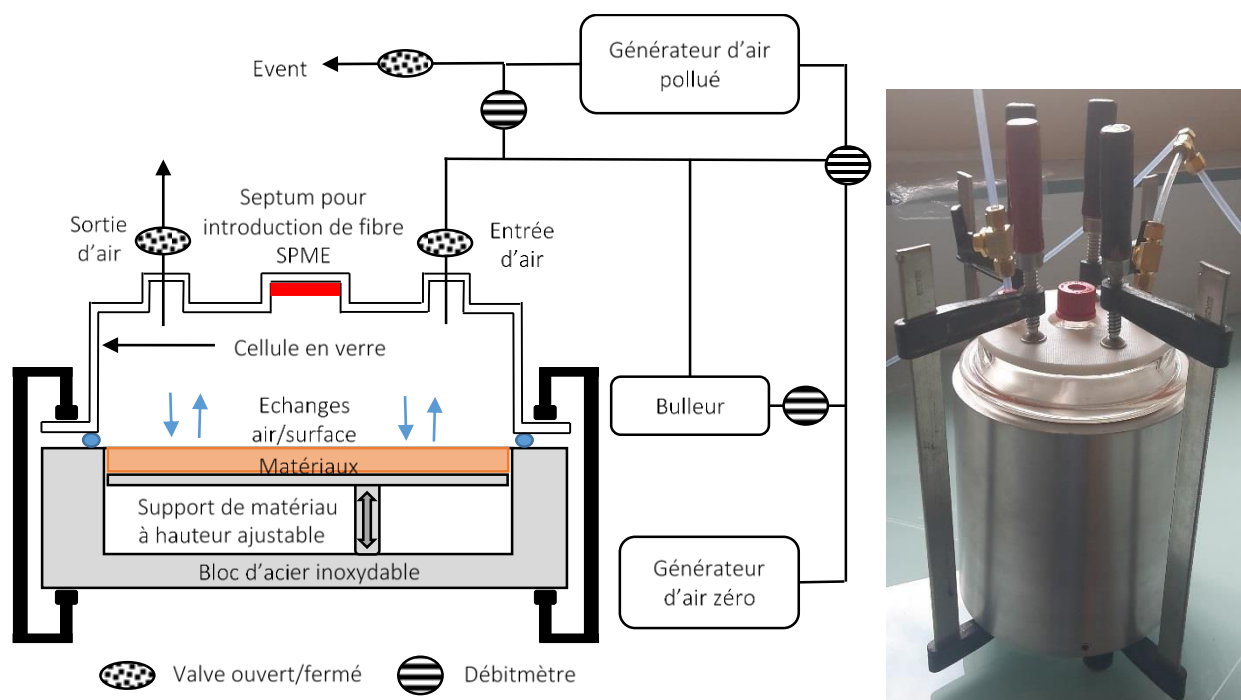 Générateur d'air
pollué
Event
Septum pour
introduction de fibre
SPME
Sortie
d'air
Entrée
d'air
Cellule en verre
Echanges
air/surface
Matériaux
Support de matériau
à hauteur ajustable
Bloc d'acier inoxydable
Bulleur
Générateur
d'air zéro
Valve ouvert/fermé
Débitmètre